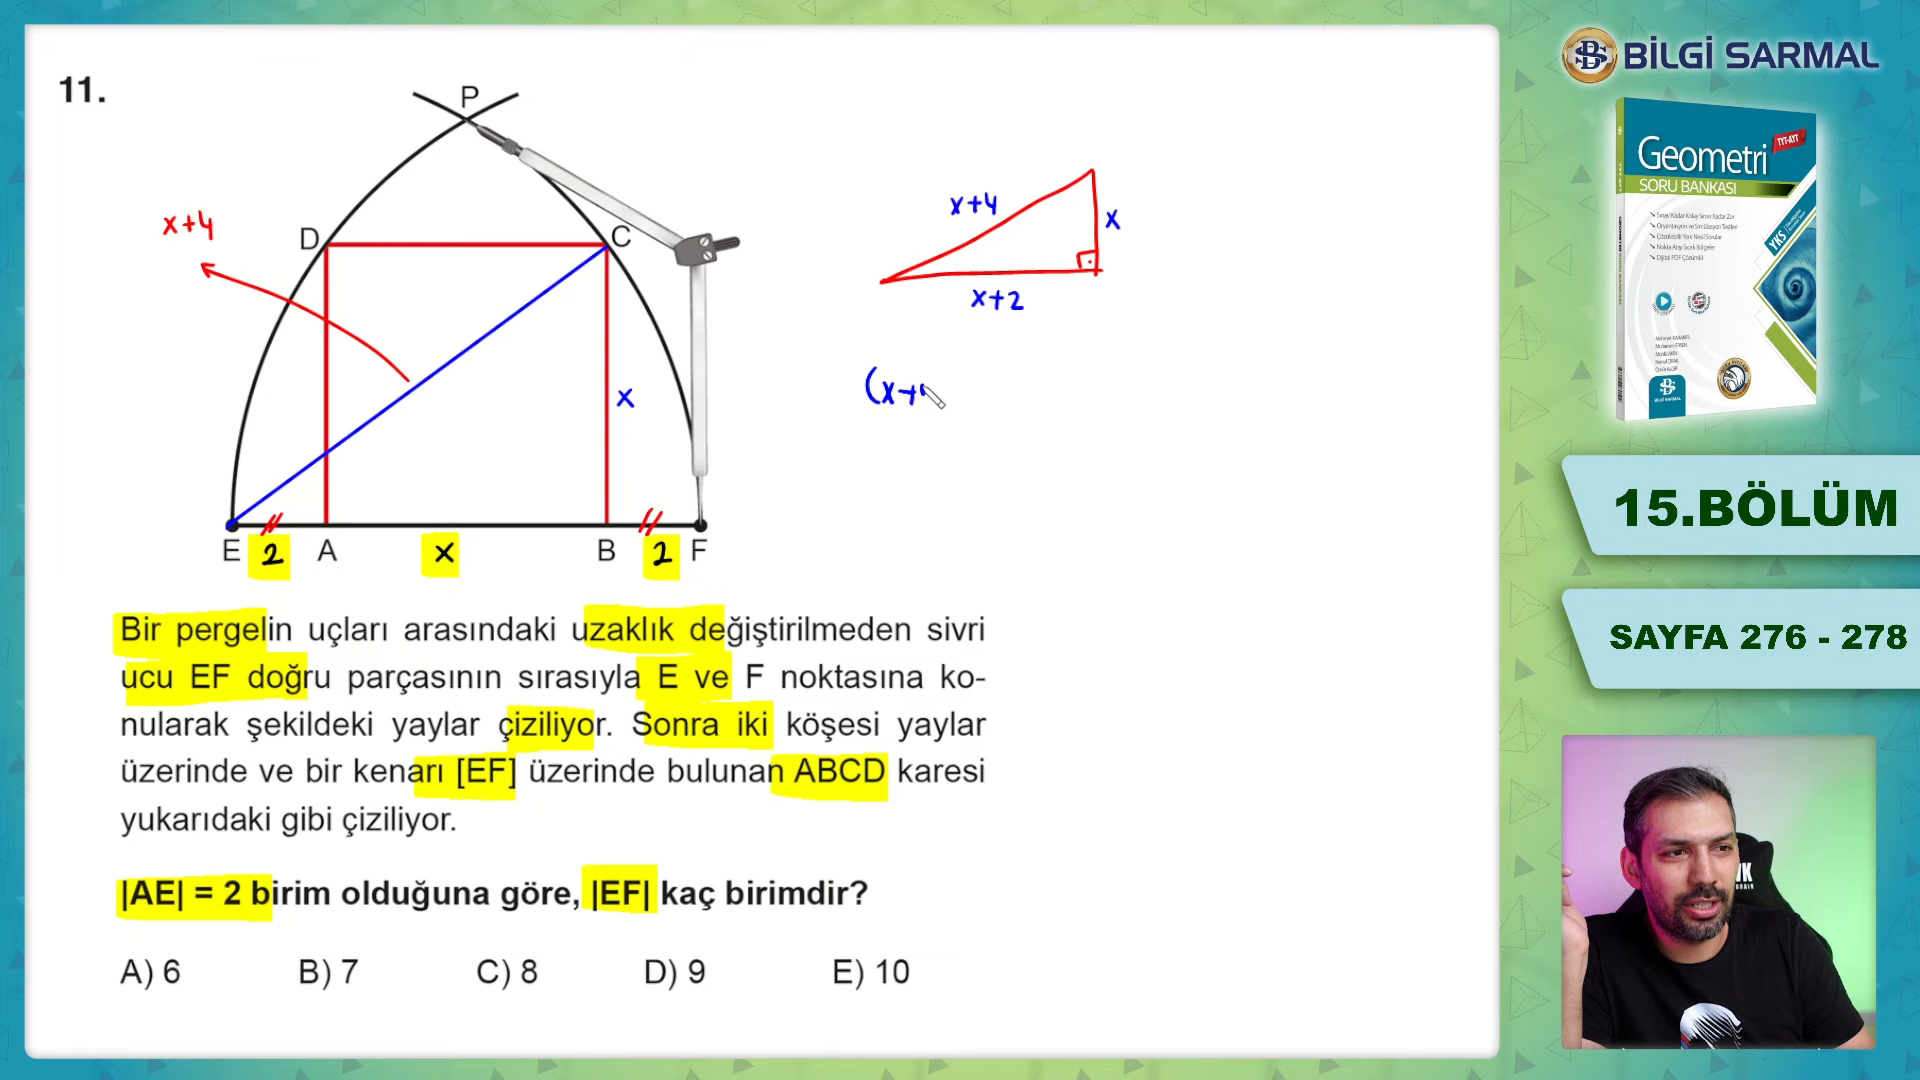 11.
P
x+4
D
C
x
E
2
A
x
B
2
F
x+4
x
x+2
(x+
Bir pergelin uçları arasındaki uzaklık değiştirilmeden sivri
ucu EF doğru parçasının sırasıyla E ve F noktasına ko-
nularak şekildeki yaylar çiziliyor. Sonra iki köşesi yaylar
üzerinde ve bir kenarı [EF] üzerinde bulunan ABCD karesi
yukarıdaki gibi çiziliyor.
|AE| = 2 birim olduğuna göre, |EF| kaç birimdir?
A) 6 B) 7 C) 8 D) 9 E) 10
BİLGİ SARMAL
TYT-AYT
Geometri
SORU BANKASI
YKS
BİLGİ SARMAL
15.BÖLÜM
SAYFA 276 - 278